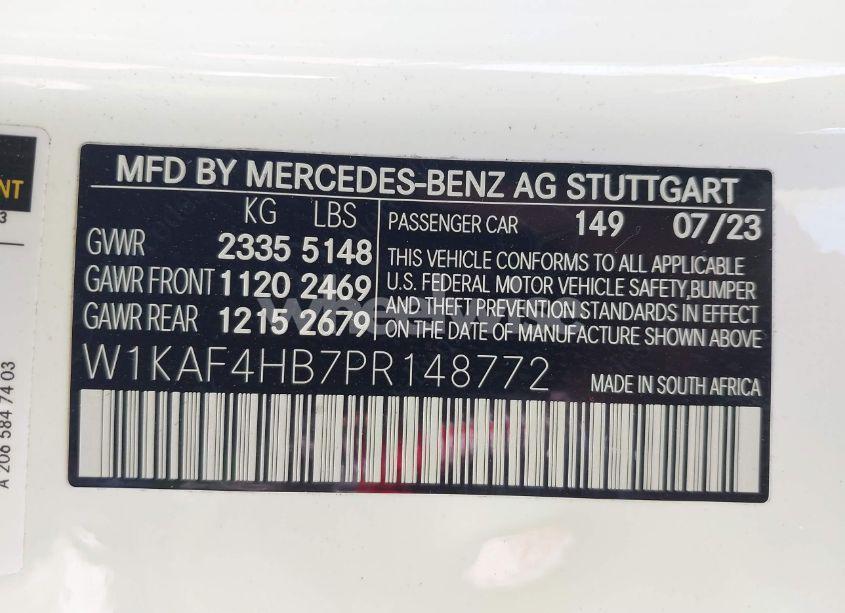 MFD BY MERCEDES-BENZ AG STUTTGART
KG LBS
GVWR 2335 5148
GAWR FRONT 1120 2469
GAWR REAR 1215 2679
PASSENGER CAR 149 07/23
THIS VEHICLE CONFORMS TO ALL APPLICABLE
U.S. FEDERAL MOTOR VEHICLE SAFETY,BUMPER
AND THEFT PREVENTION STANDARDS IN EFFECT
ON THE DATE OF MANUFACTURE SHOWN ABOVE
W1KAF4HB7PR148772
MADE IN SOUTH AFRICA
NT
3
A 206 584 74 03